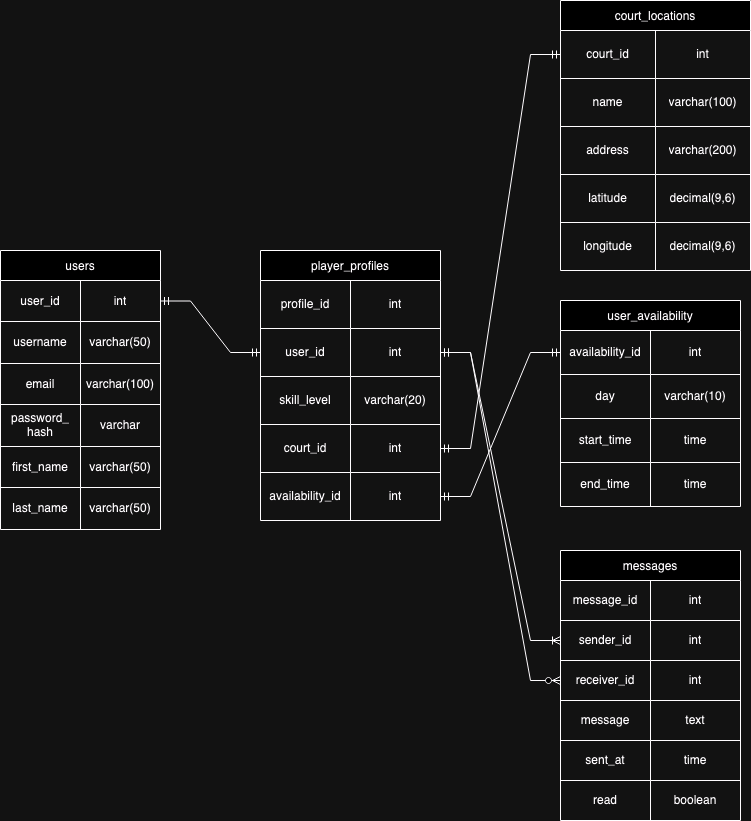 users
user_id int
username varchar(50)
email varchar(100)
password_
hash varchar
first_name varchar(50)
last_name varchar(50)
player_profiles
profile_id int
user_id int
skill_level varchar(20)
court_id int
availability_id int
court_locations
court_id int
name varchar(100)
address varchar(200)
latitude decimal(9,6)
longitude decimal(9,6)
user_availability
availability_id int
day varchar(10)
start_time time
end_time time
messages
message_id int
sender_id int
receiver_id int
message text
sent_at time
read boolean